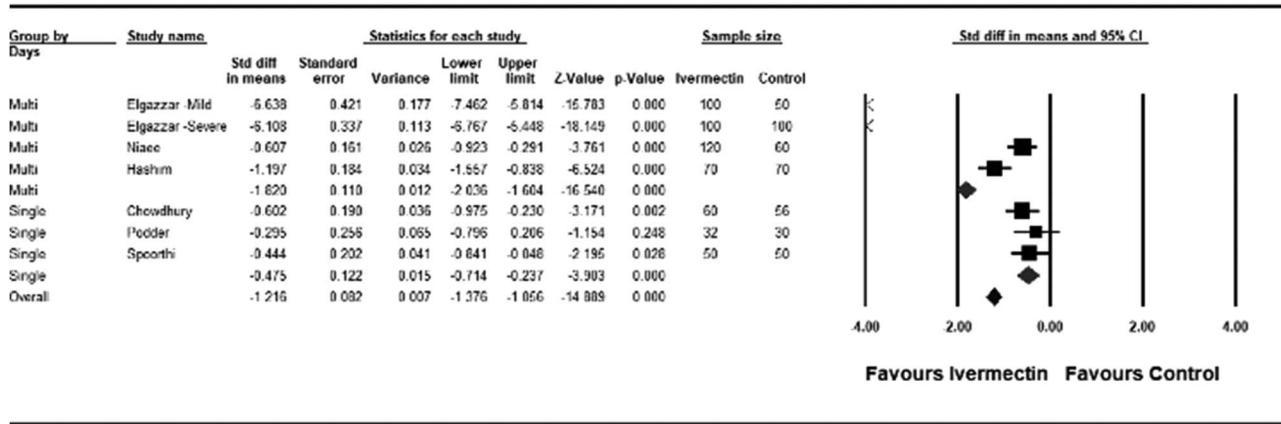 Group by Study name Statistics for each study Sample size Std diff in means and 95% CI
Days
Std diff in means Standard error Variance Lower limit Upper limit Z-Value p-Value Ivermectin Control
Multi Elgazzar -Mild -6.638 0.421 0.177 -7.462 -5.814 -15.783 0.000 100 50
Multi Elgazzar -Severe -6.108 0.337 0.113 -6.767 -5.448 -18.149 0.000 100 100
Multi Niaee -0.607 0.161 0.026 -0.923 -0.291 -3.761 0.000 120 60
Multi Hashim -1.197 0.184 0.034 -1.557 -0.838 -6.524 0.000 70 70
Multi -1.820 0.110 0.012 -2.036 -1.604 -16.540 0.000
Single Chowdhury -0.602 0.190 0.036 -0.975 -0.230 -3.171 0.002 60 56
Single Podder -0.295 0.256 0.065 -0.796 0.206 -1.154 0.248 32 30
Single Spoorthi -0.444 0.202 0.041 -0.841 -0.048 -2.195 0.028 50 50
Single -0.475 0.122 0.015 -0.714 -0.237 -3.903 0.000
Overall -1.216 0.082 0.007 -1.376 -1.056 -14.889 0.000
-4.00 -2.00 0.00 2.00 4.00
Favours Ivermectin Favours Control